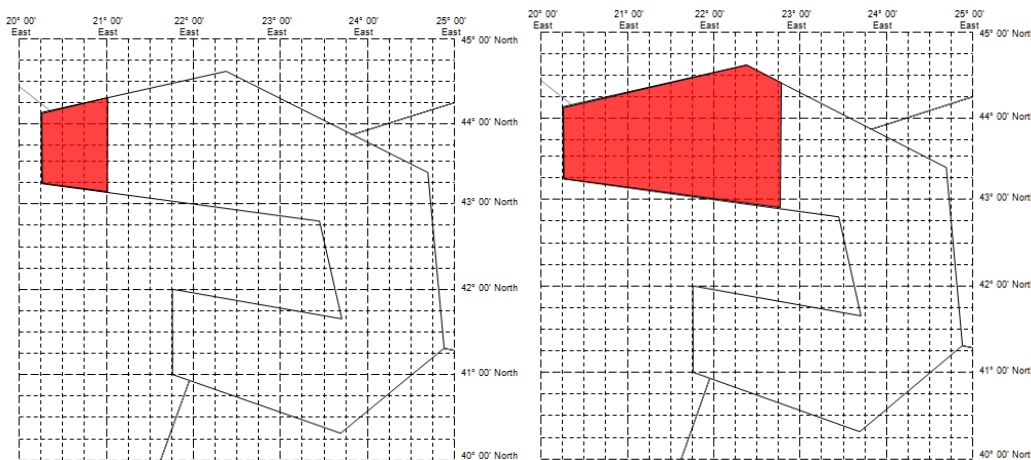 20° 00' 21° 00' 22° 00' 23° 00' 24° 00' 25° 00'
East East East East East East
45° 00' North
44° 00' North
43° 00' North
42° 00' North
41° 00' North
40° 00' North
20° 00' 21° 00' 22° 00' 23° 00' 24° 00' 25° 00'
East East East East East East
45° 00' North
44° 00' North
43° 00' North
42° 00' North
41° 00' North
40° 00' North